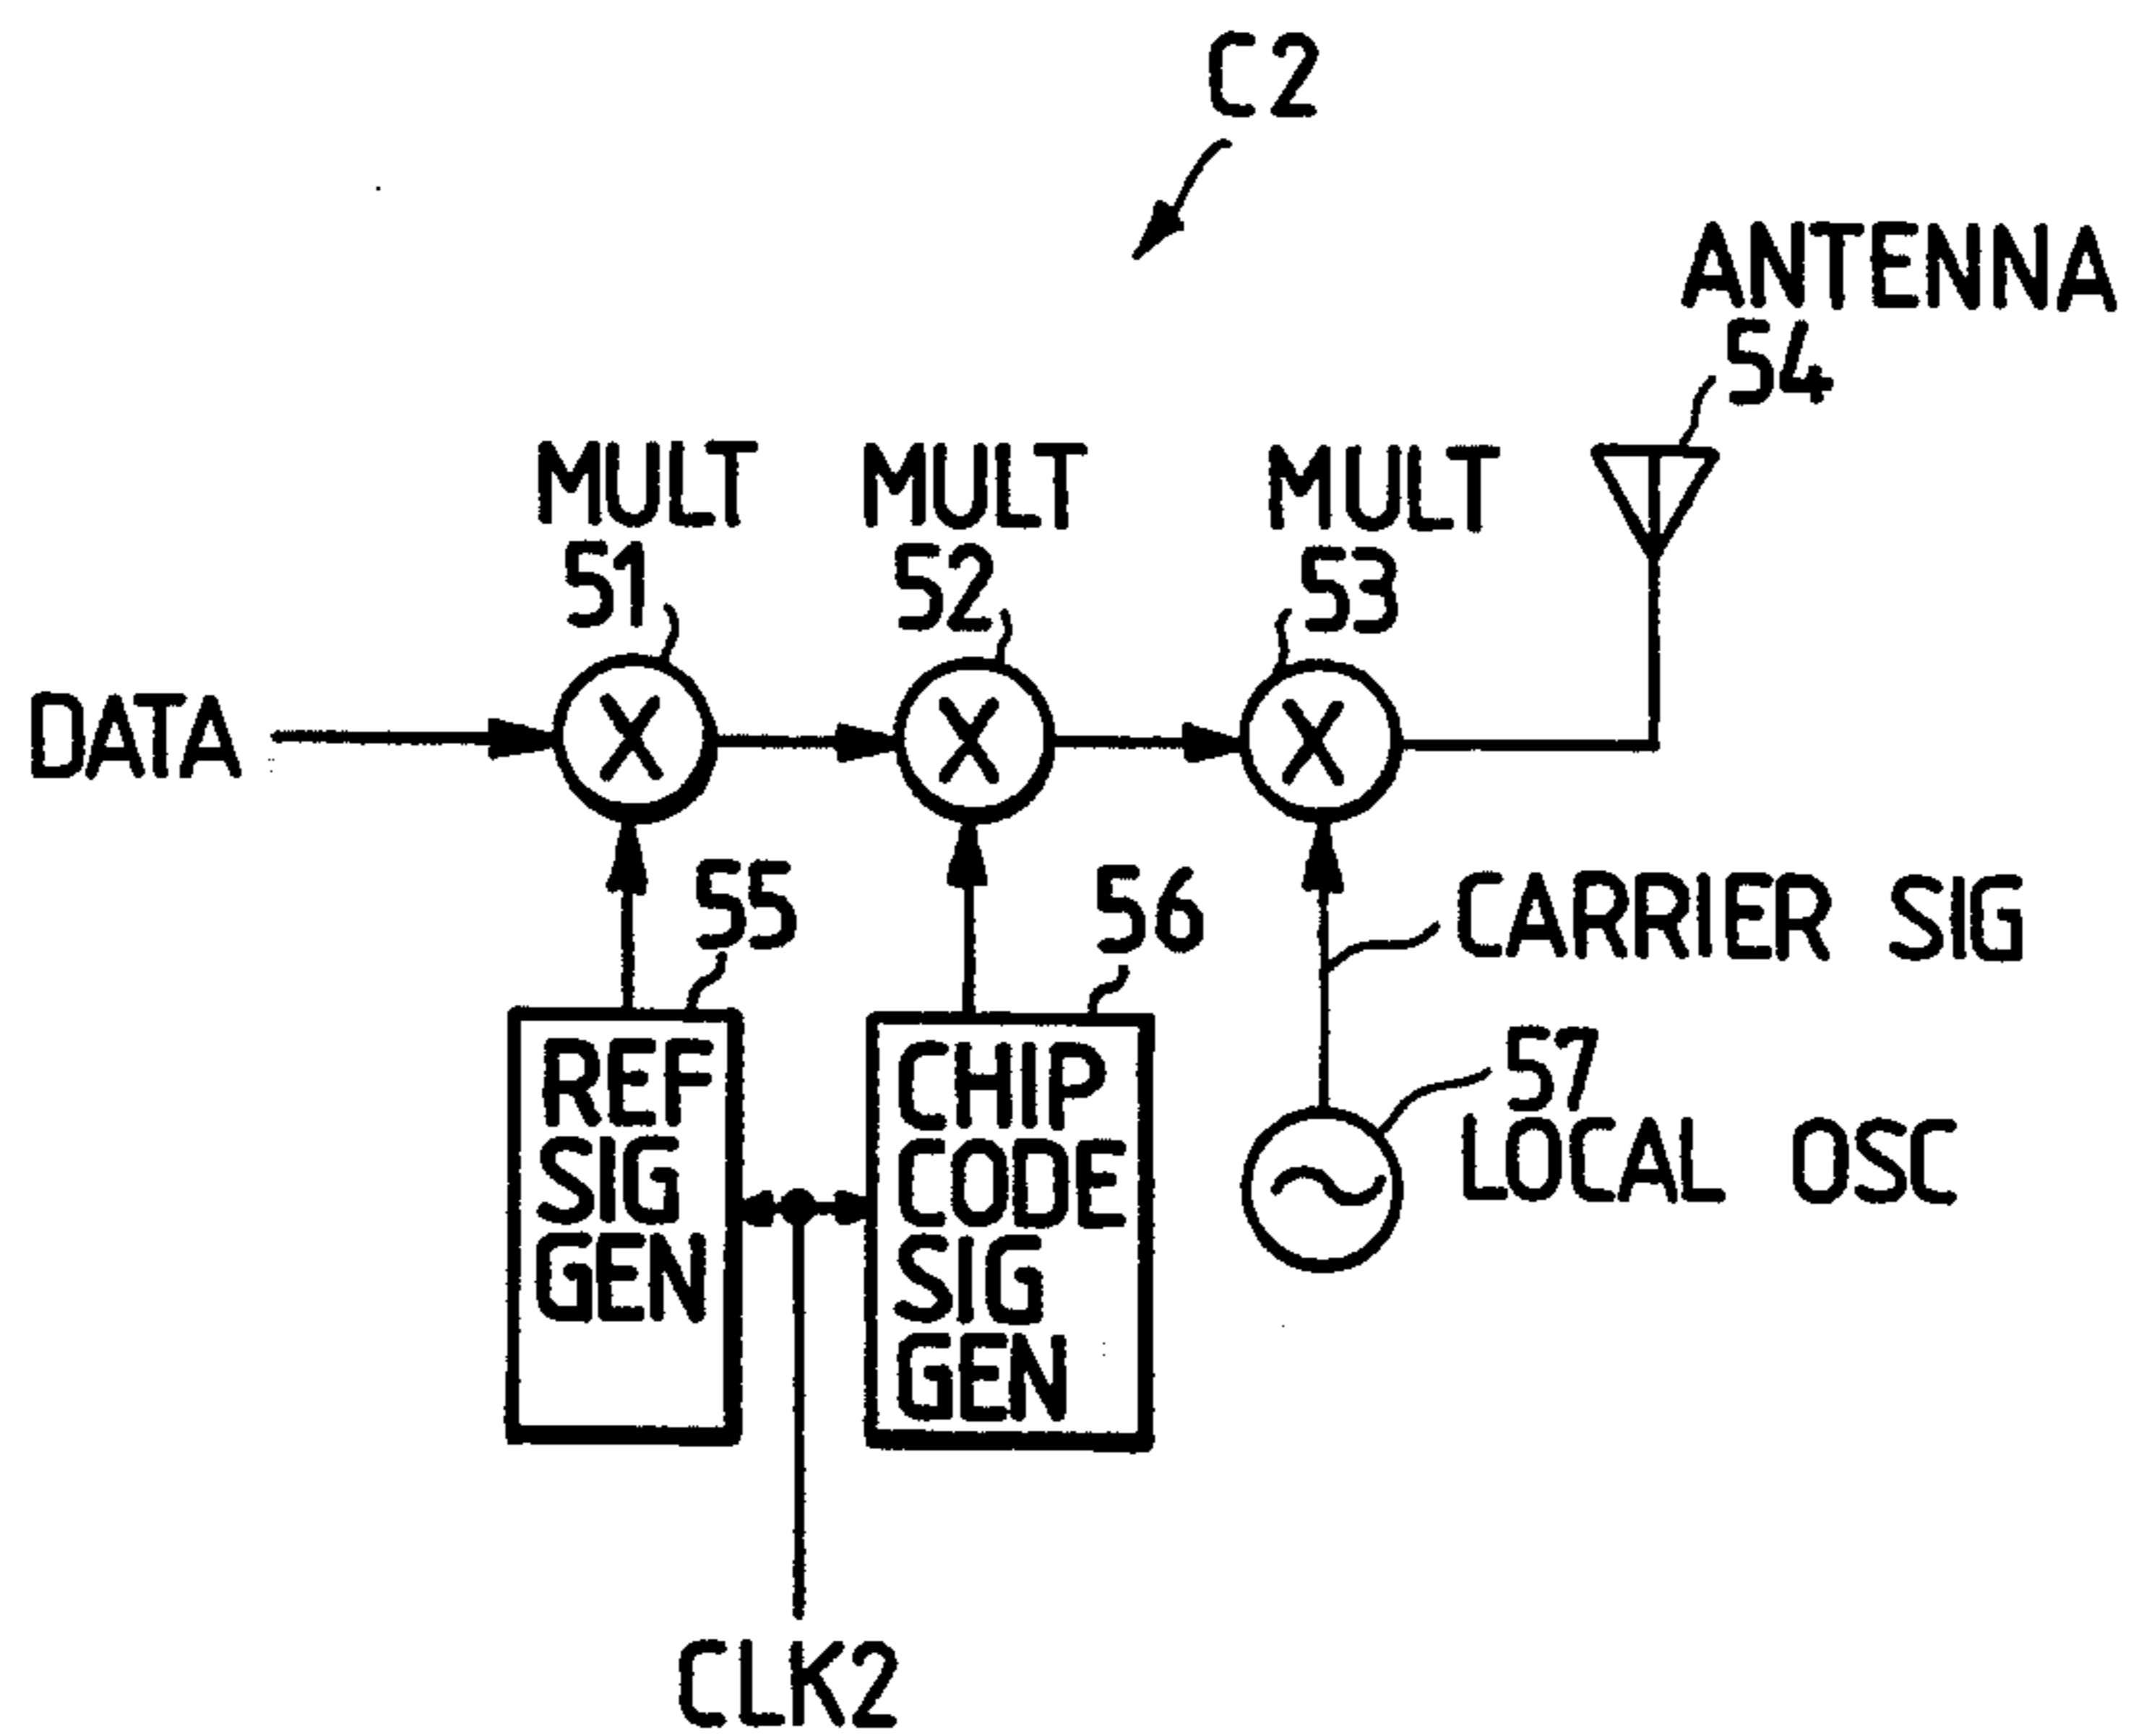 C2
ANTENNA
54
MULT
51
MULT
52
MULT
53
DATA
X
X
X
55
56
CARRIER SIG
REF
SIG
GEN
CHIP
CODE
SIG
GEN
57
LOCAL OSC
CLK2